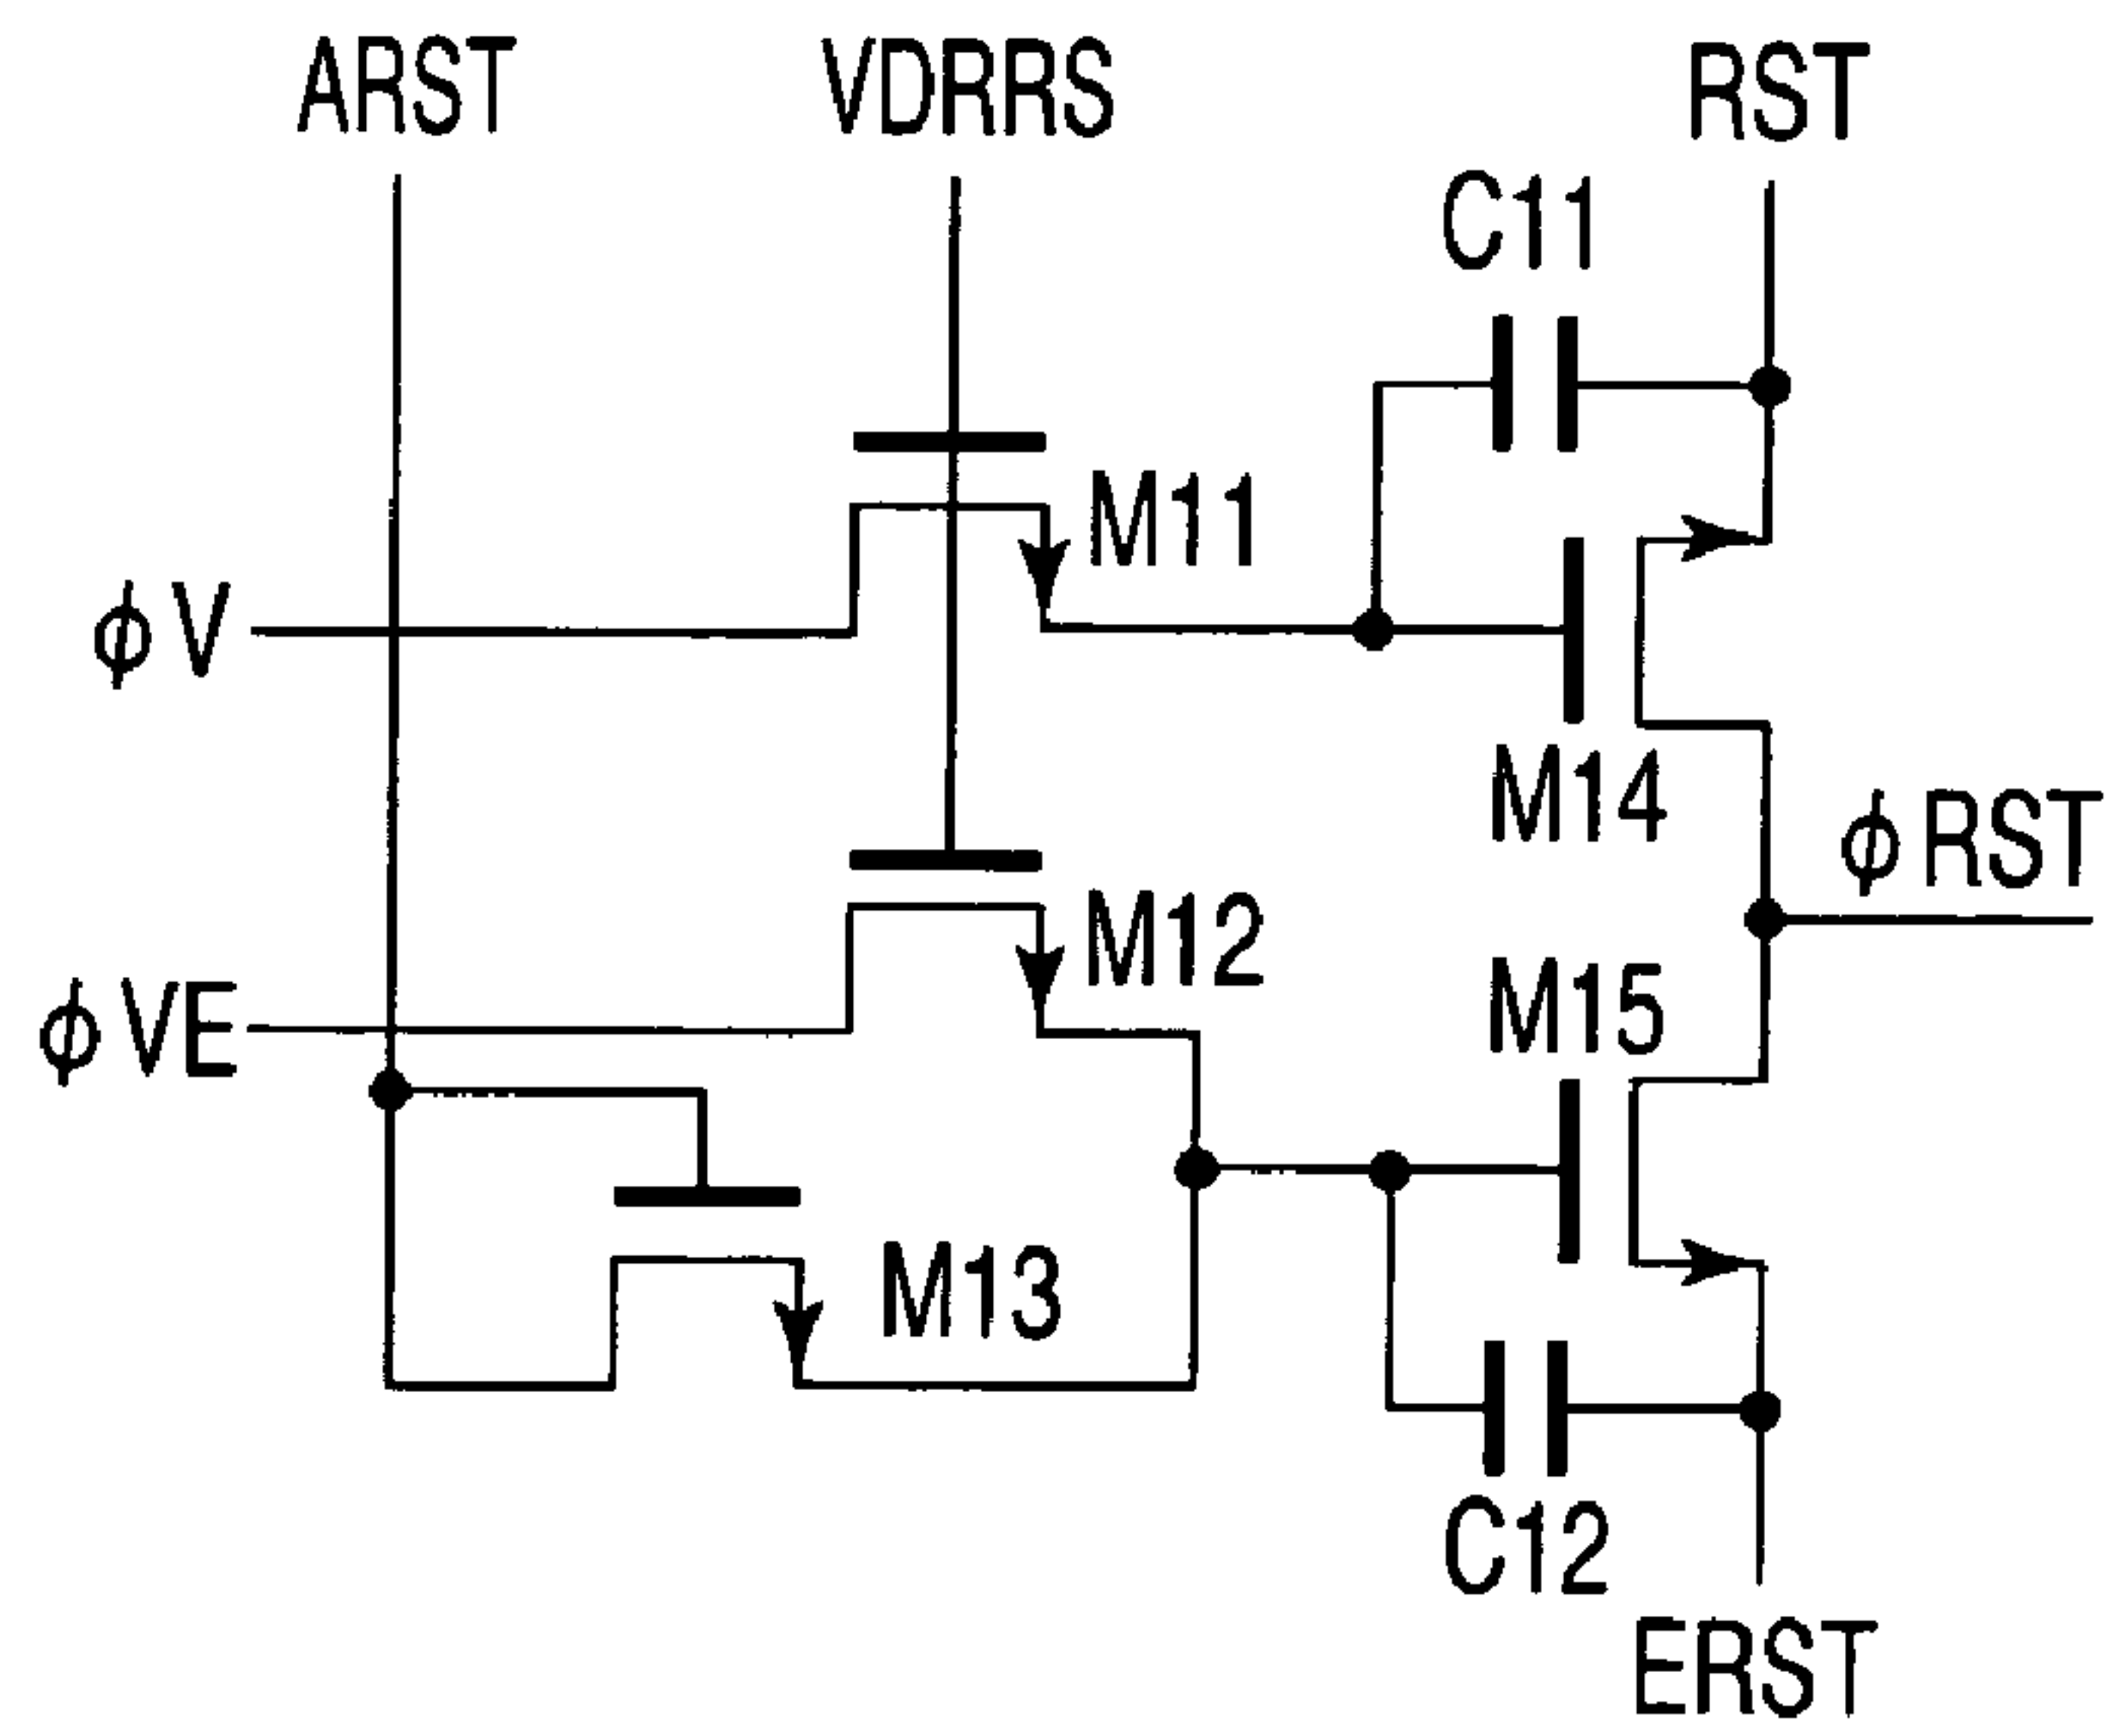 ARST
VDRRS
RST
C11
M11
ϕV
M14
ϕRST
M12
M15
ϕVE
M13
C12
ERST